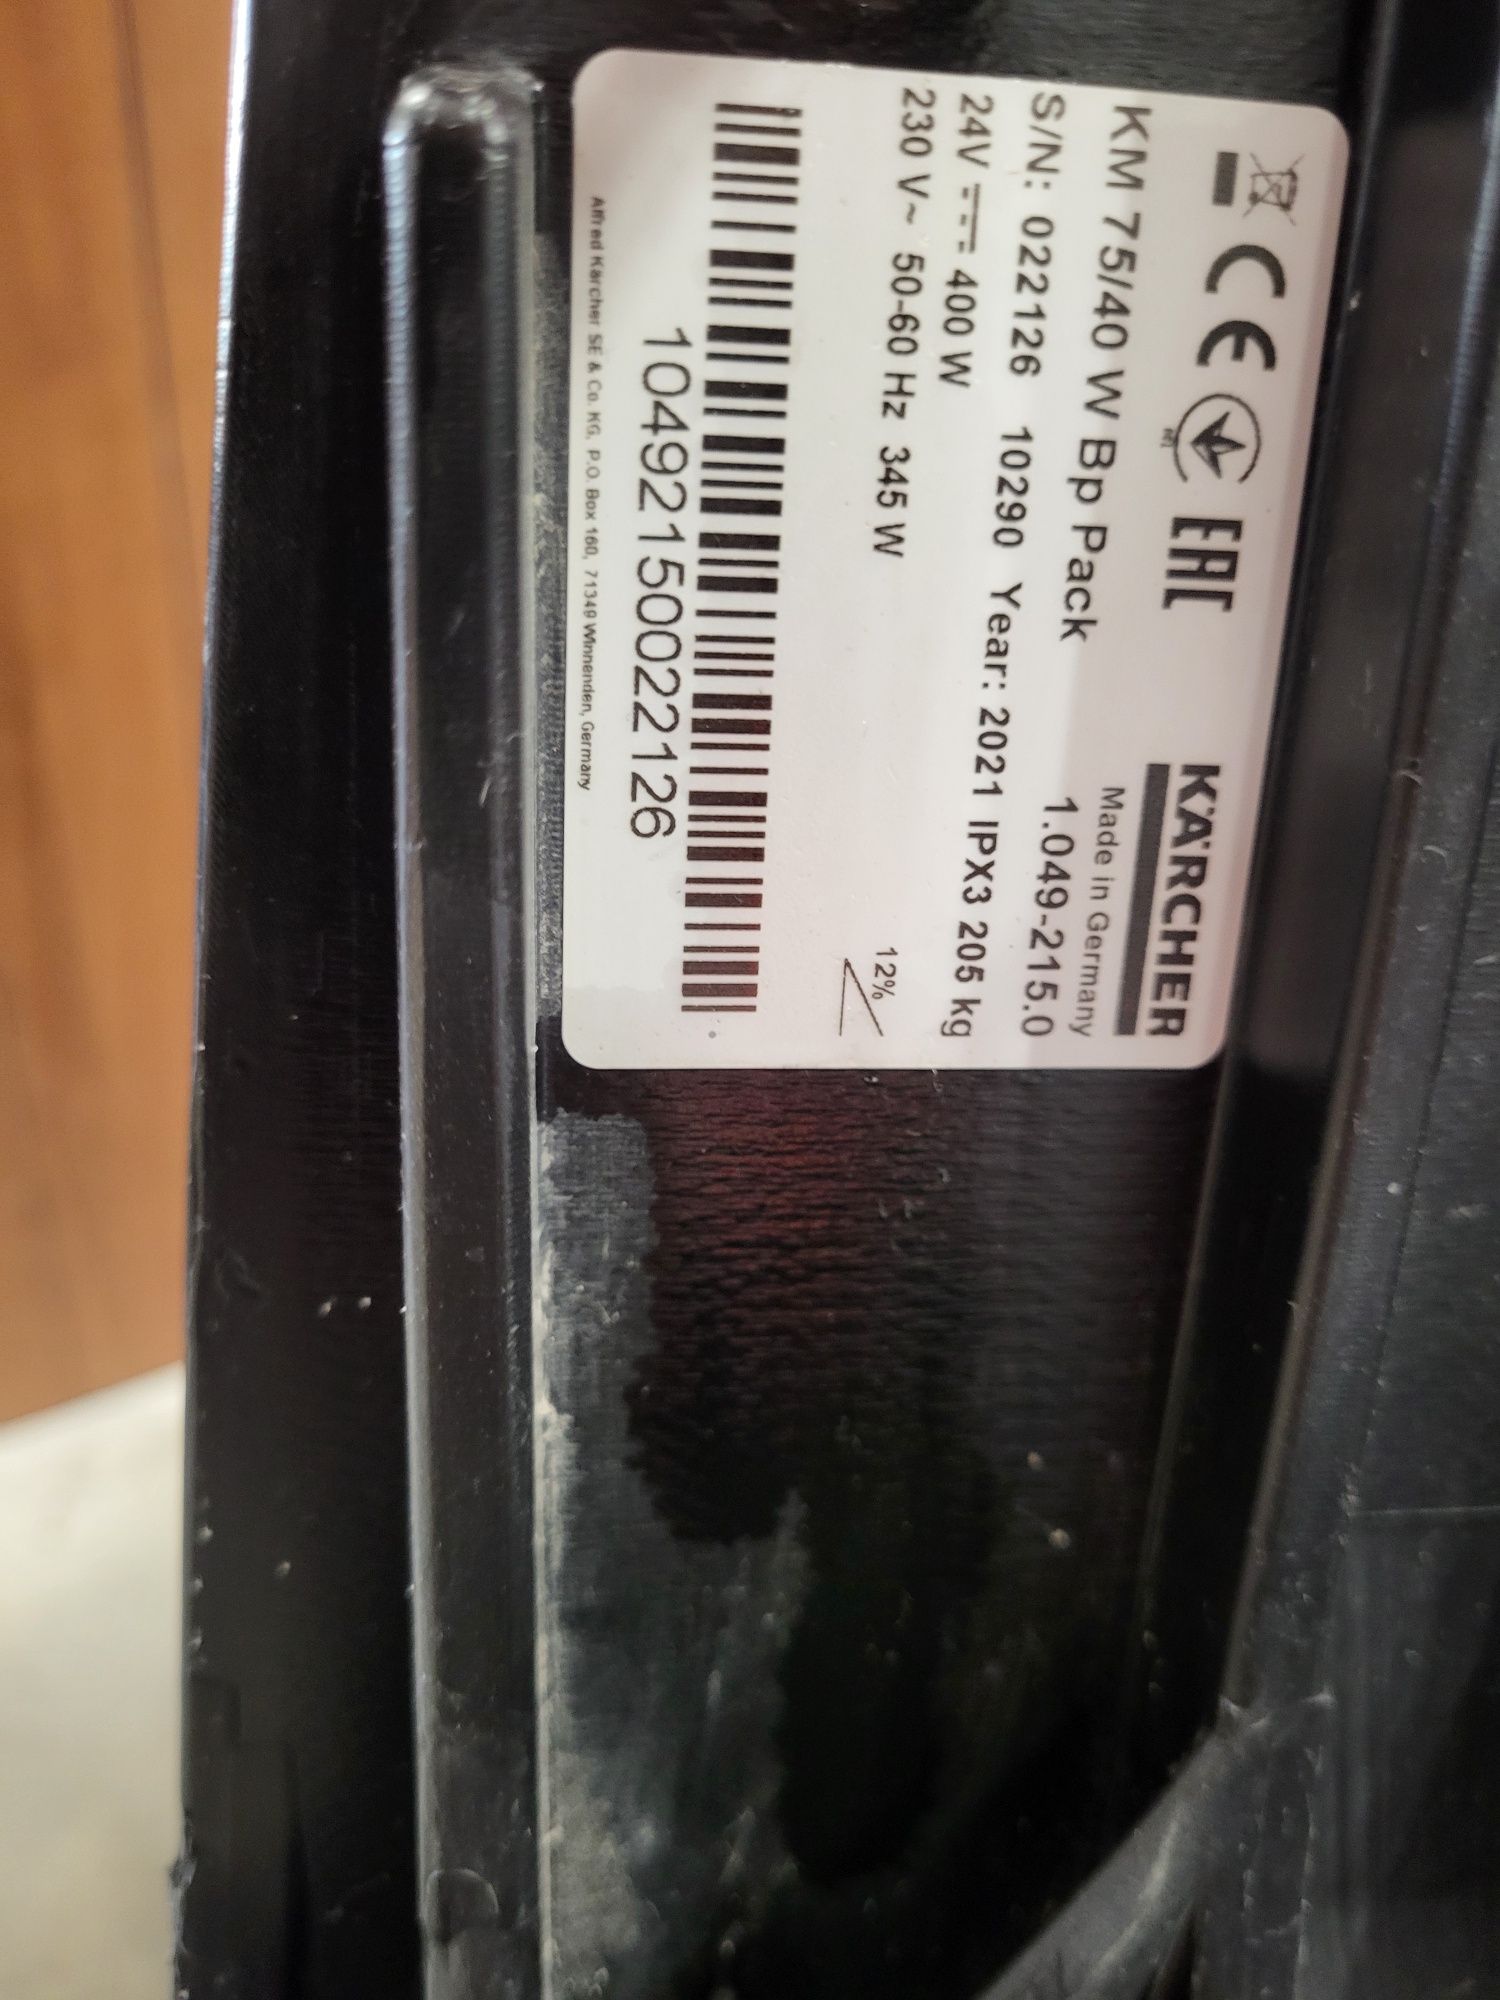 KÄRCHER
Made in Germany
KM 75/40 W Bp Pack 1.049-215.0
S/N: 022126 10290 Year: 2021 IPX3 205 kg
24V 400 W
230 V~ 50-60 Hz 345 W
12%
10492150022126
Alfred Kärcher SE & Co. KG, P.O. Box 160, 71349 Winnenden, Germany